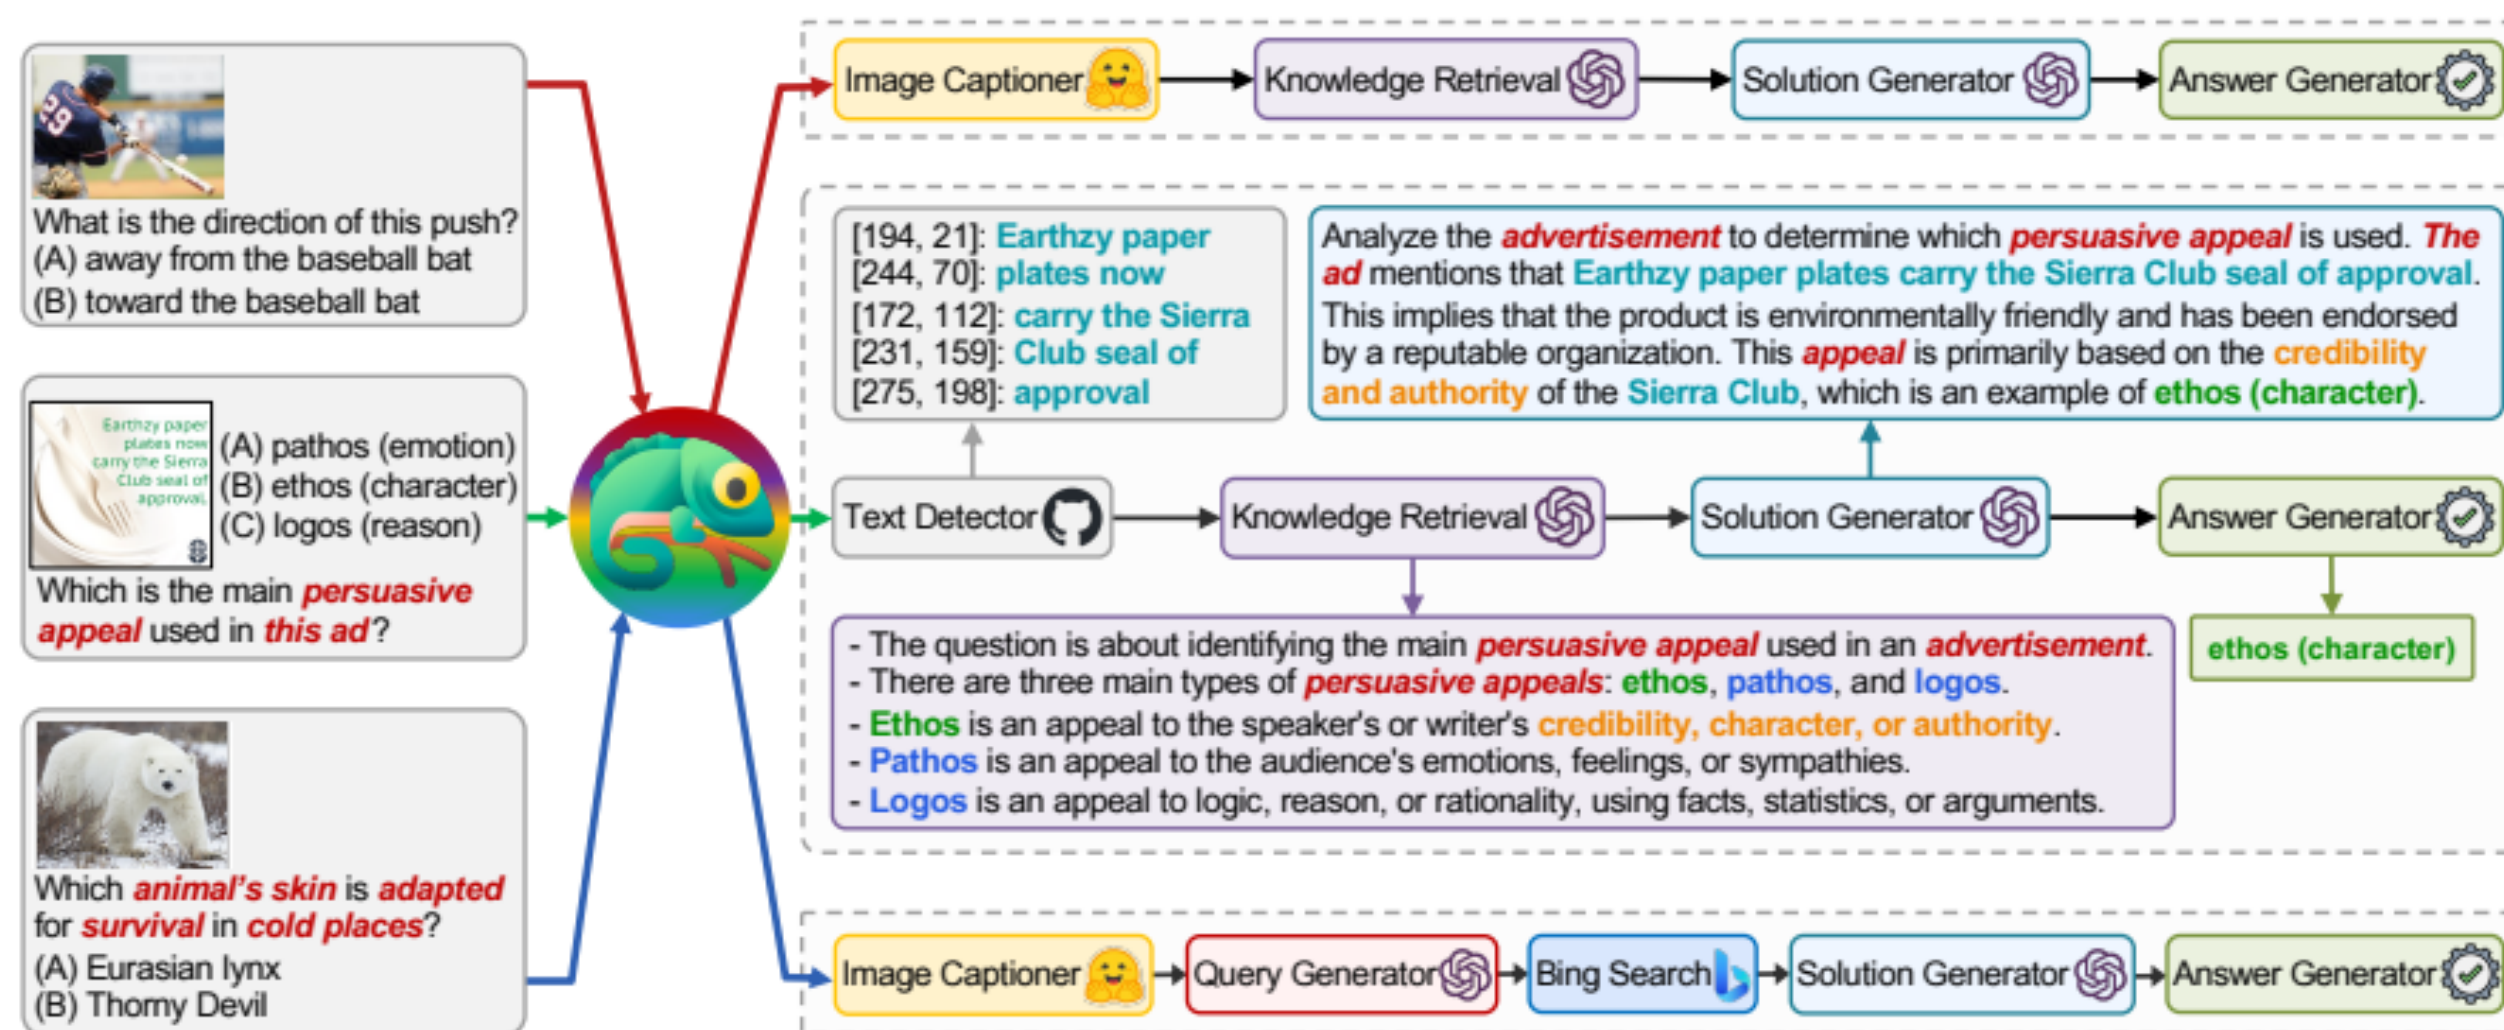 Image Captioner
Knowledge Retrieval
Solution Generator
Answer Generator
29
What is the direction of this push?
(A) away from the baseball bat
(B) toward the baseball bat
[194, 21]: Earthzy paper
[244, 70]: plates now
[172, 112]: carry the Sierra
[231, 159]: Club seal of
[275, 198]: approval
Analyze the advertisement to determine which persuasive appeal is used. The
ad mentions that Earthzy paper plates carry the Sierra Club seal of approval.
This implies that the product is environmentally friendly and has been endorsed
by a reputable organization. This appeal is primarily based on the credibility
and authority of the Sierra Club, which is an example of ethos (character).
Earthzy paper
plates now
carry the Sierra
Club seal of
approval.
(A) pathos (emotion)
(B) ethos (character)
(C) logos (reason)
Which is the main persuasive
appeal used in this ad?
Text Detector
Knowledge Retrieval
Solution Generator
Answer Generator
- The question is about identifying the main persuasive appeal used in an advertisement.
- There are three main types of persuasive appeals: ethos, pathos, and logos.
- Ethos is an appeal to the speaker's or writer's credibility, character, or authority.
- Pathos is an appeal to the audience's emotions, feelings, or sympathies.
- Logos is an appeal to logic, reason, or rationality, using facts, statistics, or arguments.
ethos (character)
Which animal's skin is adapted
for survival in cold places?
(A) Eurasian lynx
(B) Thorny Devil
Image Captioner
Query Generator
Bing Search
Solution Generator
Answer Generator